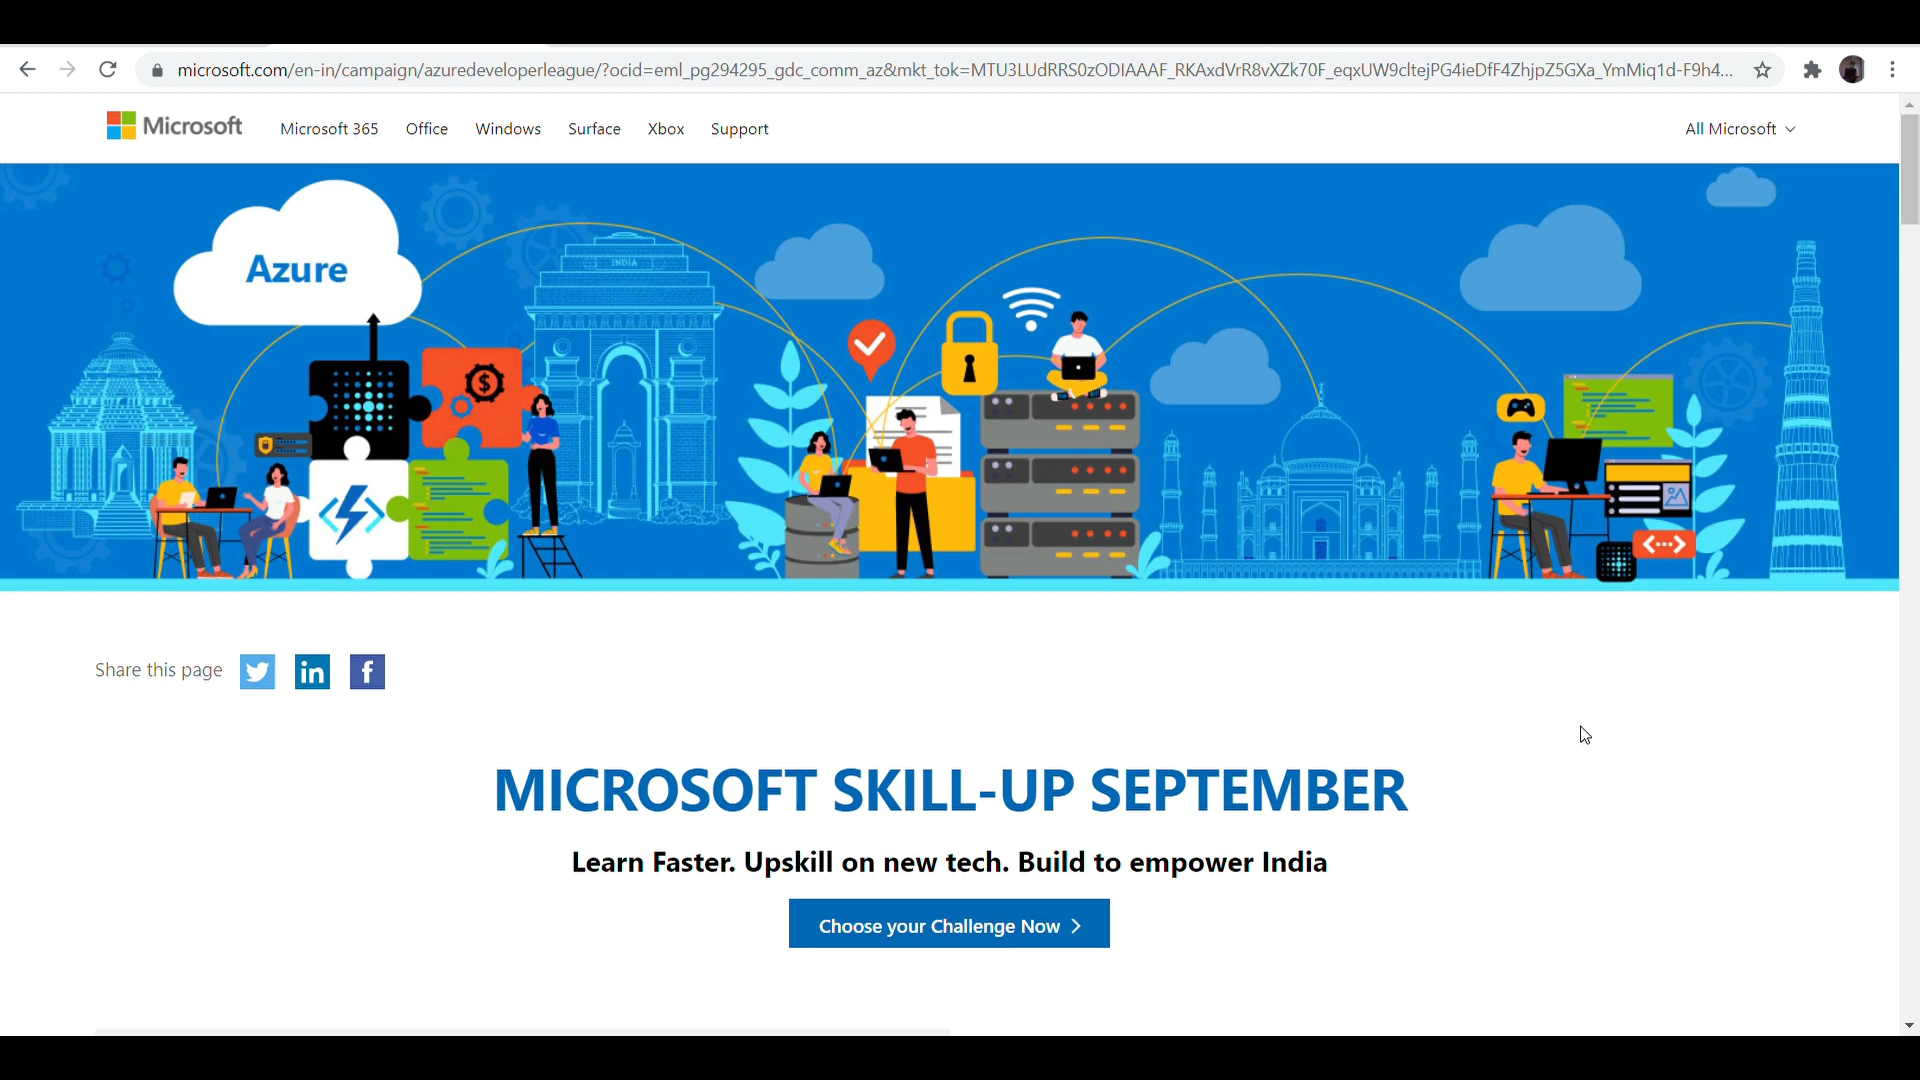 microsoft.com/en-in/campaign/azuredeveloperleague/?ocid=eml_pg294295_gdc_comm_az&mkt_tok=MTU3LUdRRS0zODIAAAF_RKAxdVrR8vXZk70F_eqxUW9cltejPG4ieDfF4ZhjpZ5GXa_YmMiq1d-F9h4...
Microsoft
Microsoft 365 Office Windows Surface Xbox Support
All Microsoft
Azure
INDIA
$
Share this page
in
f
MICROSOFT SKILL-UP SEPTEMBER
Learn Faster. Upskill on new tech. Build to empower India
Choose your Challenge Now >